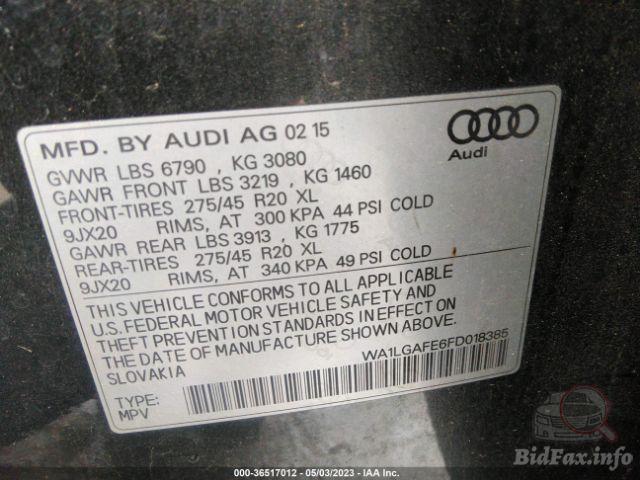 MFD. BY AUDI AG 02 15
Audi
GVWR LBS 6790 , KG 3080
GAWR FRONT LBS 3219 , KG 1460
FRONT-TIRES 275/45 R20 XL
9JX20 RIMS, AT 300 KPA 44 PSI COLD
GAWR REAR LBS 3913 , KG 1775
REAR-TIRES 275/45 R20 XL
9JX20 RIMS, AT 340 KPA 49 PSI COLD
THIS VEHICLE CONFORMS TO ALL APPLICABLE
U.S. FEDERAL MOTOR VEHICLE SAFETY AND
THEFT PREVENTION STANDARDS IN EFFECT ON
THE DATE OF MANUFACTURE SHOWN ABOVE.
SLOVAKIA
WA1LGAFE6FD018385
TYPE:
MPV
000-36517012 - 05/03/2023 - IAA Inc.
BidFax.info